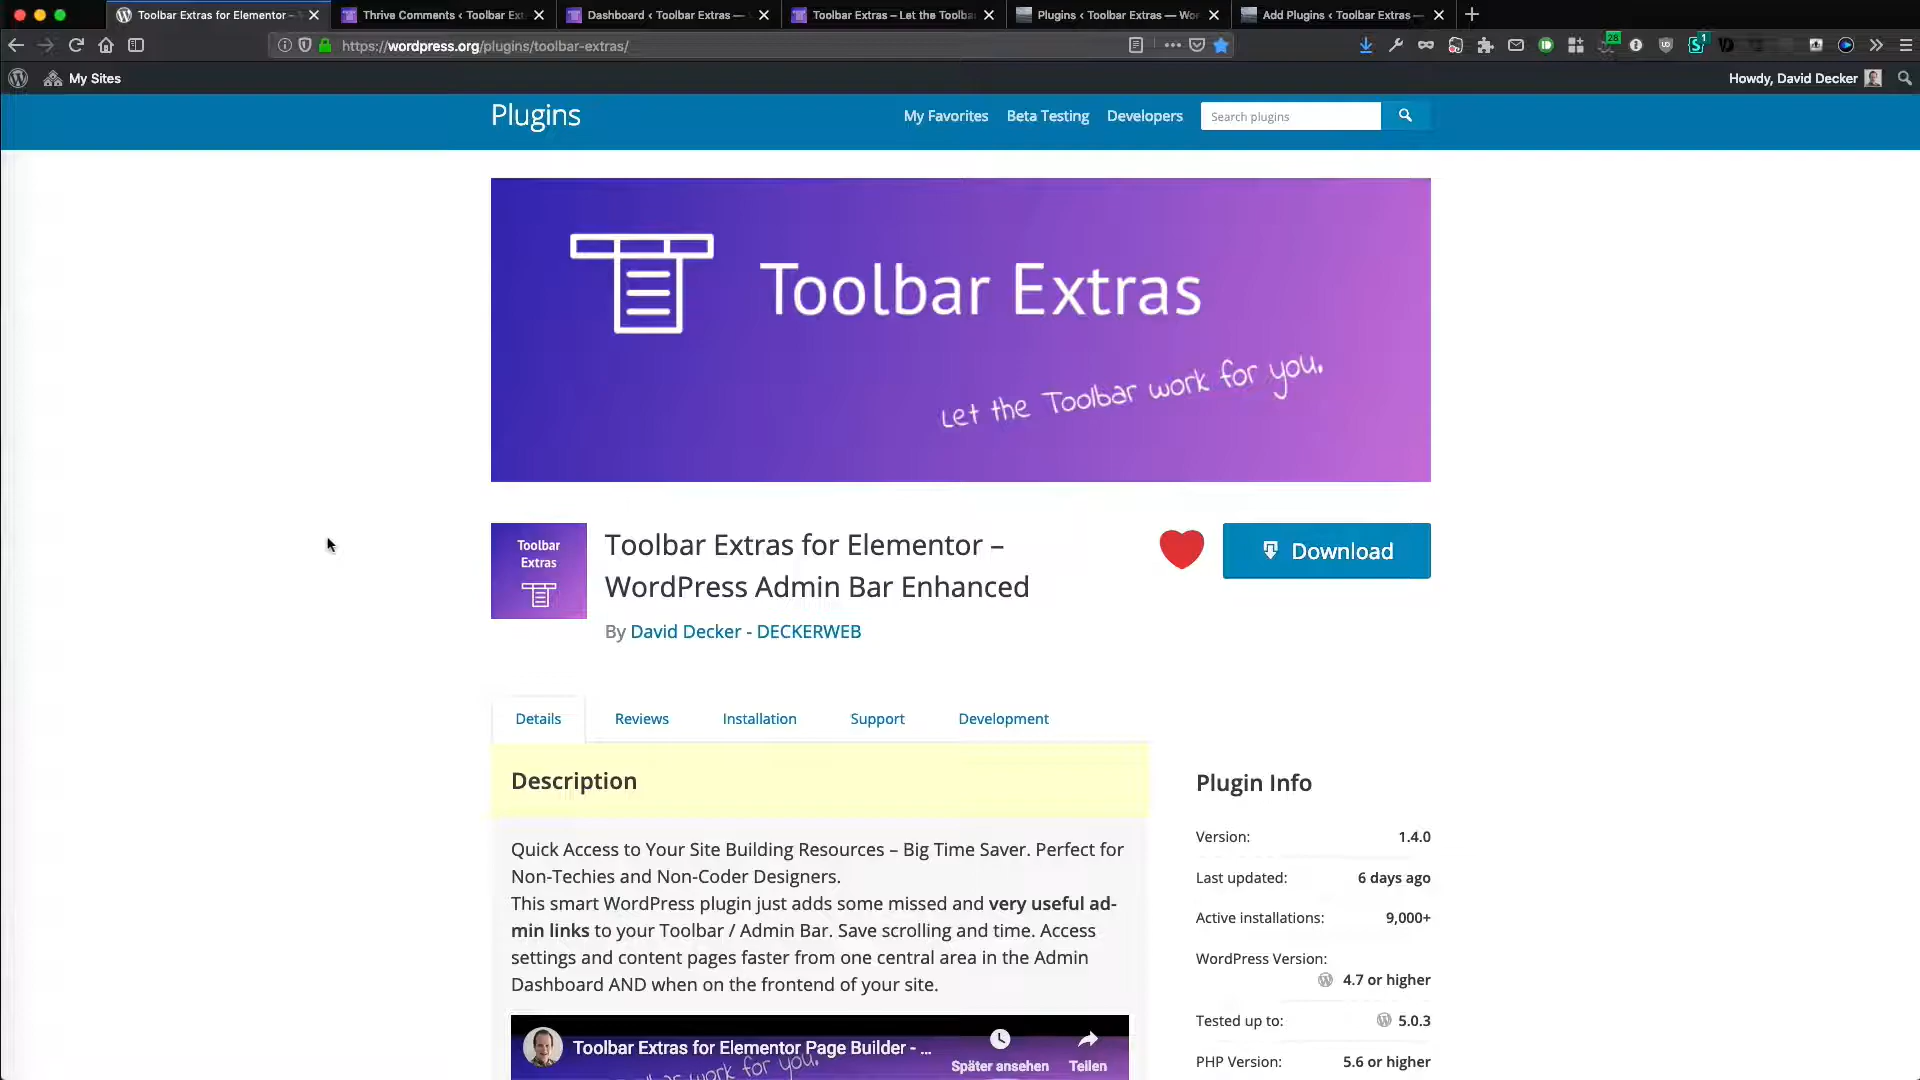 Toolbar Extras for Elementor –
Thrive Comments ‹ Toolbar Ext
Dashboard ‹ Toolbar Extras —
Toolbar Extras – Let the Toolba
Plugins ‹ Toolbar Extras — Wor
Add Plugins ‹ Toolbar Extras —
https://wordpress.org/plugins/toolbar-extras/
28
1
My Sites
Howdy, David Decker
Plugins
My Favorites
Beta Testing
Developers
Search plugins
Toolbar Extras
Let the Toolbar work for you.
Toolbar
Extras
Toolbar Extras for Elementor –
WordPress Admin Bar Enhanced
Download
By David Decker - DECKERWEB
Details
Reviews
Installation
Support
Development
Description
Quick Access to Your Site Building Resources – Big Time Saver. Perfect for
Non-Techies and Non-Coder Designers.
This smart WordPress plugin just adds some missed and very useful ad-
min links to your Toolbar / Admin Bar. Save scrolling and time. Access
settings and content pages faster from one central area in the Admin
Dashboard AND when on the frontend of your site.
Toolbar Extras for Elementor Page Builder - ...
Später ansehen
Teilen
work for you.
Plugin Info
Version: 1.4.0
Last updated: 6 days ago
Active installations: 9,000+
WordPress Version:
4.7 or higher
Tested up to: 5.0.3
PHP Version: 5.6 or higher